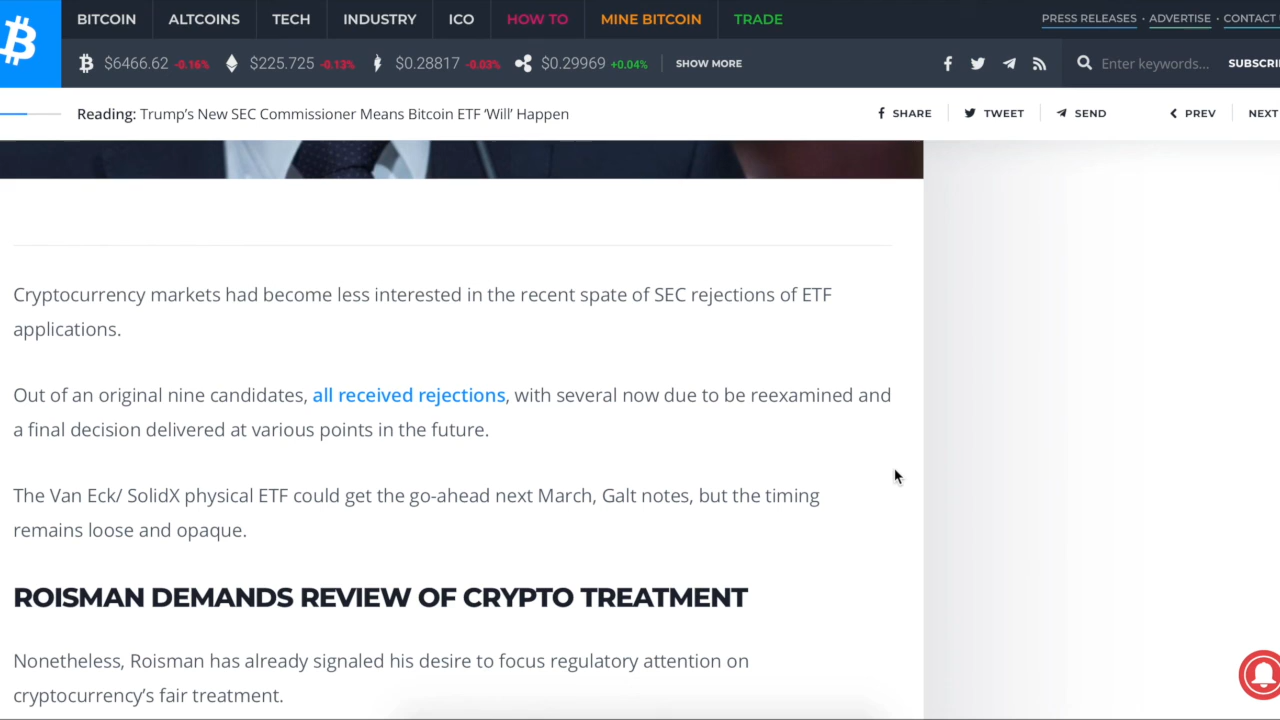 BITCOIN ALTCOINS TECH INDUSTRY ICO HOW TO MINE BITCOIN TRADE PRESS RELEASES · ADVERTISE · CONTACT
$6466.62 -0.16% $225.725 -0.13% $0.28817 -0.03% $0.29969 +0.04% SHOW MORE Enter keywords... SUBSCRI
Reading: Trump's New SEC Commissioner Means Bitcoin ETF 'Will' Happen SHARE TWEET SEND PREV NEXT
Cryptocurrency markets had become less interested in the recent spate of SEC rejections of ETF
applications.
Out of an original nine candidates, all received rejections, with several now due to be reexamined and
a final decision delivered at various points in the future.
The Van Eck/ SolidX physical ETF could get the go-ahead next March, Galt notes, but the timing
remains loose and opaque.
ROISMAN DEMANDS REVIEW OF CRYPTO TREATMENT
Nonetheless, Roisman has already signaled his desire to focus regulatory attention on
cryptocurrency's fair treatment.